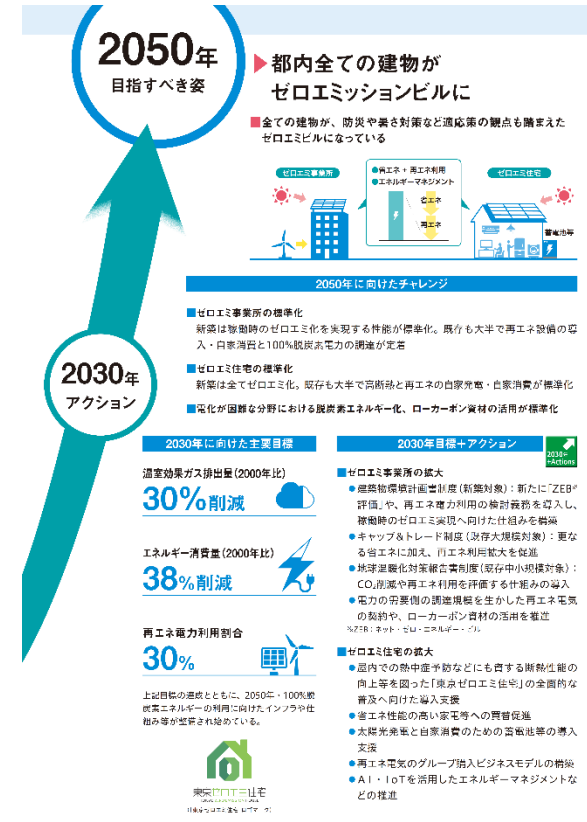 2050年
目指すべき姿
都内全ての建物が
ゼロエミッションビルに
■全ての建物が、防災や暑さ対策など適応策の観点も踏まえた
ゼロエミビルになっている
ゼロエミ事業所
●省エネ + 再エネ利用
●エネルギーマネジメント
省エネ
再エネ
ゼロエミ住宅
蓄電池等
2050年に向けたチャレンジ
■ゼロエミ事業所の標準化
新築は稼働時のゼロエミ化を実現する性能が標準化。既存も大半で再エネ設備の導
入・自家消費と100%脱炭素電力の調達が定着
■ゼロエミ住宅の標準化
新築は全てゼロエミ化。既存も大半で高断熱と再エネの自家発電・自家消費が標準化
■電化が困難な分野における脱炭素エネルギー化、ローカーボン資材の活用が標準化
2030年
アクション
2030年に向けた主要目標
温室効果ガス排出量(2000年比)
30%削減
エネルギー消費量(2000年比)
38%削減
再エネ電力利用割合
30%
上記目標の達成とともに、2050年・100%脱
炭素エネルギーの利用に向けたインフラや仕
組み等が整備され始めている。
東京ゼロエミ住宅
(「東京ゼロエミ住宅」ロゴマーク)
2030年目標+アクション
2030年
+Actions
■ゼロエミ事業所の拡大
●建築物環境計画書制度(新築対象):新たに「ZEB※
評価」や、再エネ電力利用の検討義務を導入し、
稼働時のゼロエミ実現へ向けた仕組みを構築
●キャップ&トレード制度(既存大規模対象):更な
る省エネに加え、再エネ利用拡大を促進
●地球温暖化対策報告書制度(既存中小規模対象):
CO₂削減や再エネ利用を評価する仕組みの導入
●電力の需要側の調達規模を生かした再エネ電気
の契約や、ローカーボン資材の活用を推進
※ZEB:ネット・ゼロ・エネルギー・ビル
■ゼロエミ住宅の拡大
●屋内での熱中症予防などにも資する断熱性能の
向上等を図った「東京ゼロエミ住宅」の全面的な
普及へ向けた導入支援
●省エネ性能の高い家電等への買替促進
●太陽光発電と自家消費のための蓄電池等の導入
支援
●再エネ電気のグループ購入ビジネスモデルの構築
●AI・IoTを活用したエネルギーマネジメントな
どの推進